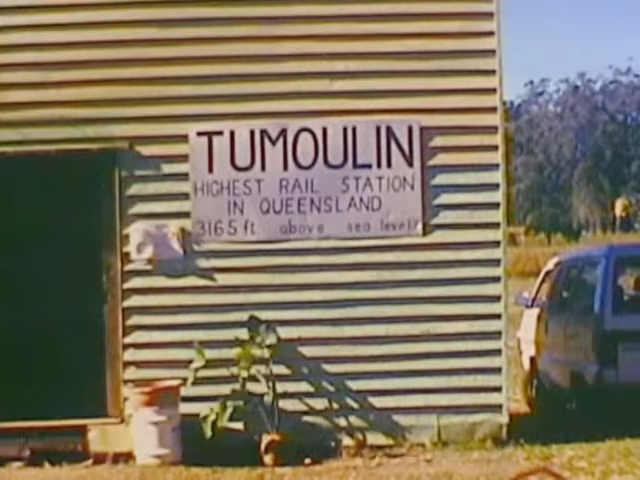 TUMOULIN
HIGHEST RAIL STATION
IN QUEENSLAND
3165 ft above sea level